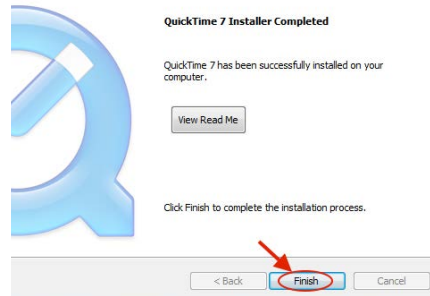 QuickTime 7 Installer Completed
QuickTime 7 has been successfully installed on your
computer.
View Read Me
Click Finish to complete the installation process.
< Back
Finish
Cancel